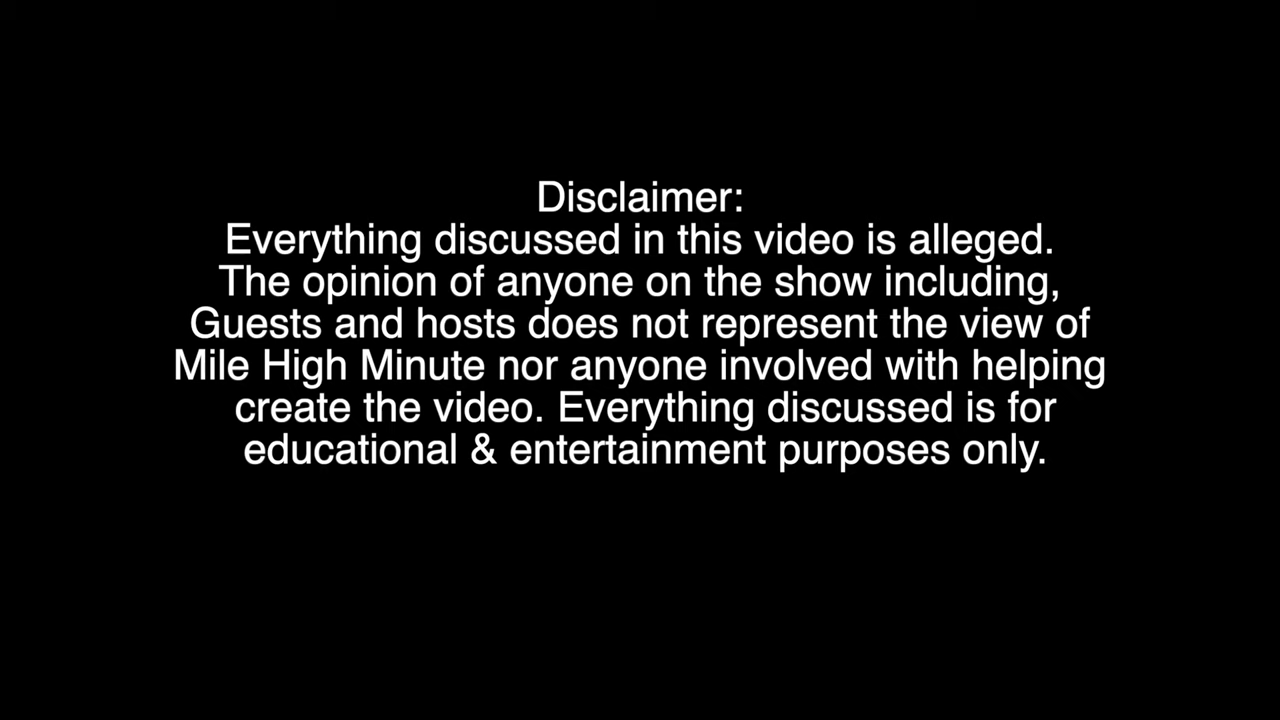 Disclaimer:
Everything discussed in this video is alleged.
The opinion of anyone on the show including,
Guests and hosts does not represent the view of
Mile High Minute nor anyone involved with helping
create the video. Everything discussed is for
educational & entertainment purposes only.